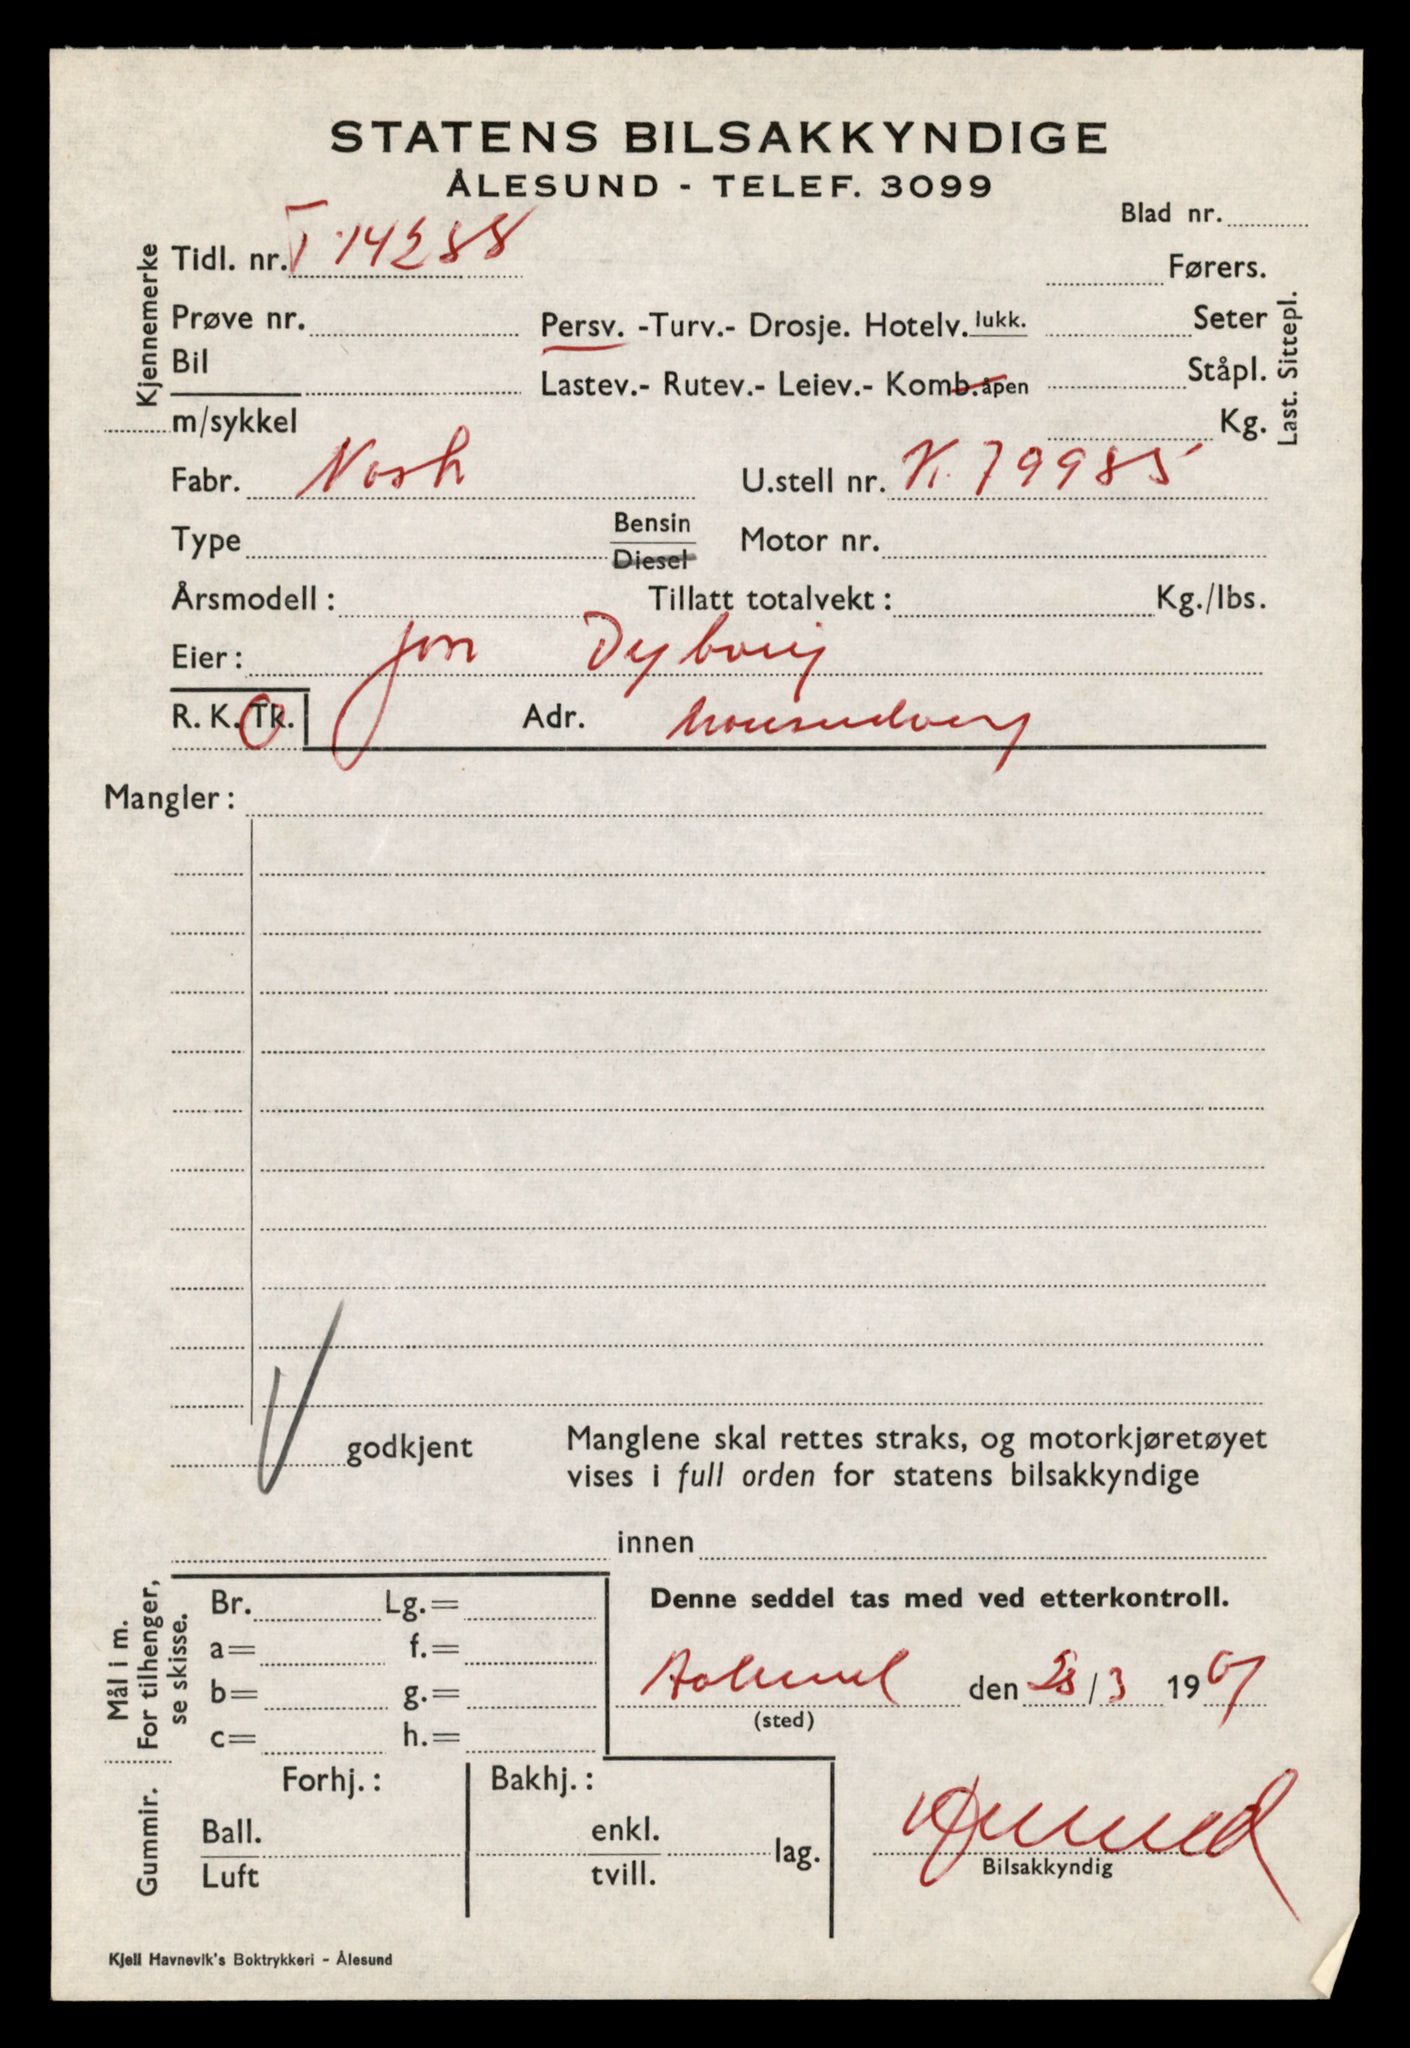 STATENS BILSAKKYNDIGE
ÅLESUND - TELEF. 3099
Blad nr.
Kjennemerke
Tidl. nr. T 14288
Førers.
Prøve nr.
Persv. -Turv.- Drosje. Hotelv. lukk.
Seter
Bil
Lastev.- Rutev.- Leiev.- Komb. åpen
Ståpl.
m/sykkel
Kg.
Last. Sittepl.
Fabr. Nash
U.stell nr. K. 79985
Type
Bensin
Diesel
Motor nr.
Årsmodell :
Tillatt totalvekt :
Kg./lbs.
Eier : Jon Dybvig
R. K. Tk.
Adr.
Mangler :
godkjent
Manglene skal rettes straks, og motorkjøretøyet
vises i full orden for statens bilsakkyndige
innen
Mål i m.
For tilhenger,
se skisse.
Br. Lg.=
a= f.=
b= g.=
c= h.=
Denne seddel tas med ved etterkontroll.
den /3 19
(sted)
Gummir.
Forhj. :
Bakhj. :
Ball.
Luft
enkl.
tvill.
lag.
Bilsakkyndig
Kjell Havnevik's Boktrykkeri - Ålesund